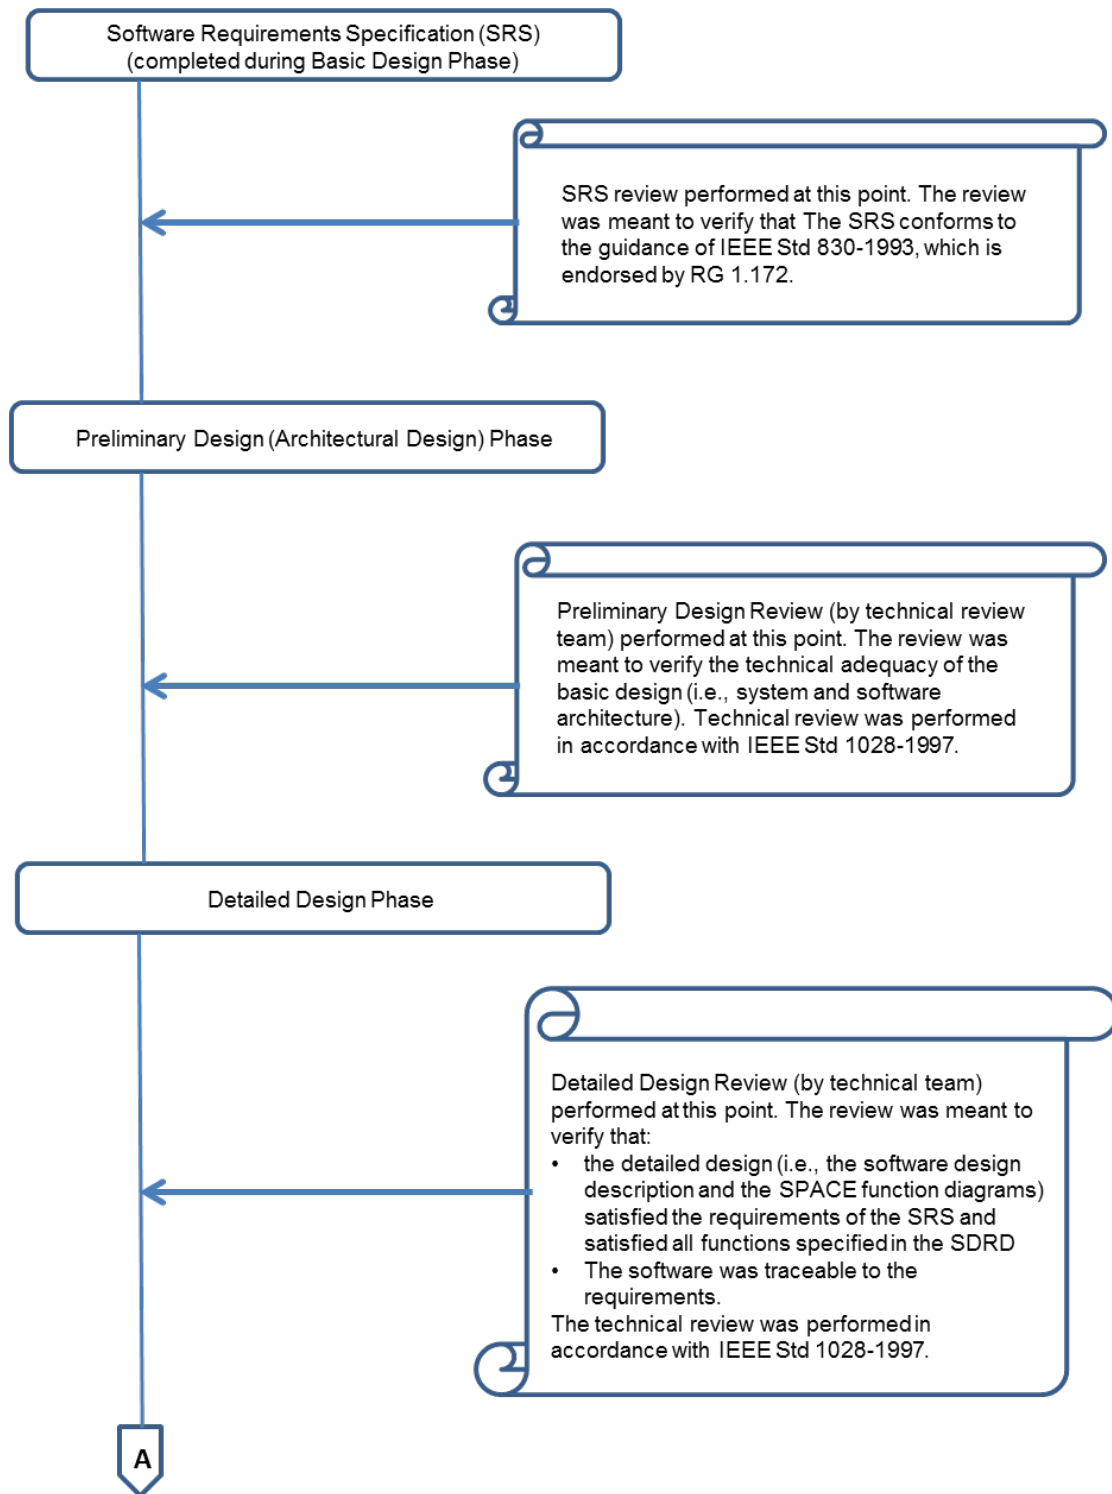 Software Requirements Specification (SRS)
(completed during Basic Design Phase)
SRS review performed at this point. The review
was meant to verify that The SRS conforms to
the guidance of IEEE Std 830-1993, which is
endorsed by RG 1.172.
Preliminary Design (Architectural Design) Phase
Preliminary Design Review (by technical review
team) performed at this point. The review was
meant to verify the technical adequacy of the
basic design (i.e., system and software
architecture). Technical review was performed
in accordance with IEEE Std 1028-1997.
Detailed Design Phase
Detailed Design Review (by technical team)
performed at this point. The review was meant to
verify that:
• the detailed design (i.e., the software design
description and the SPACE function diagrams)
satisfied the requirements of the SRS and
satisfied all functions specified in the SDRD
• The software was traceable to the
requirements.
The technical review was performed in
accordance with IEEE Std 1028-1997.
A